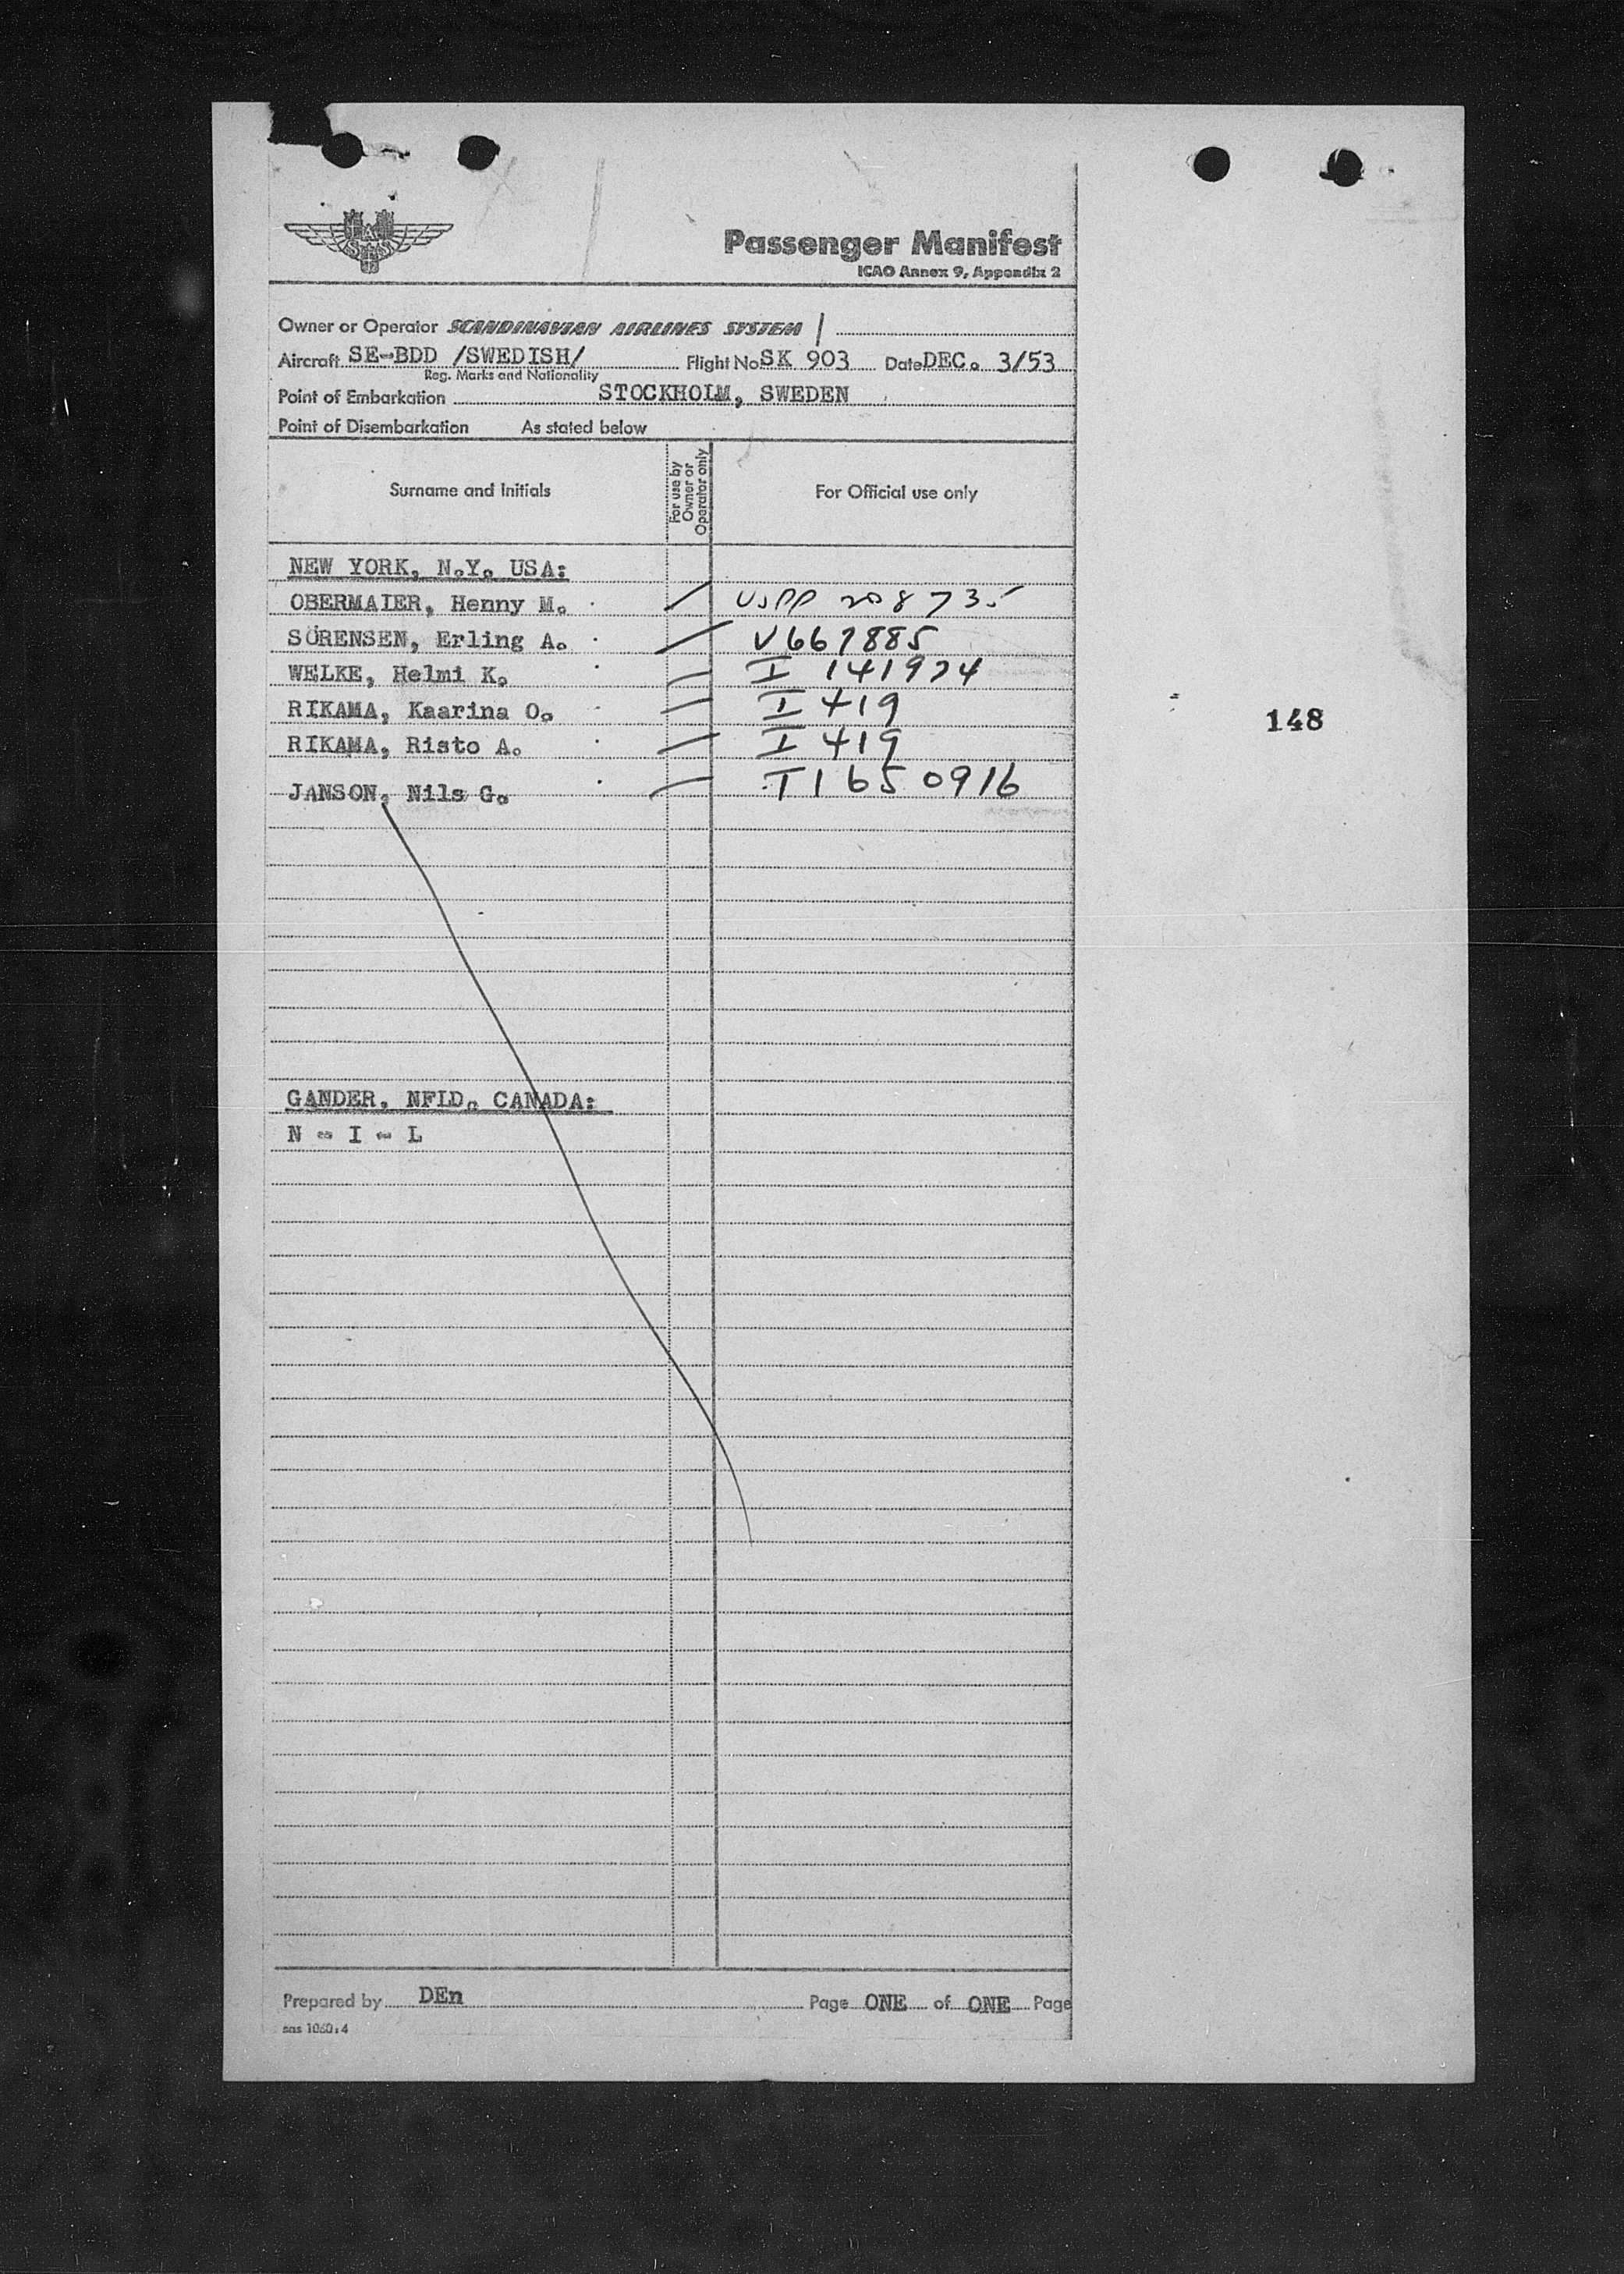 Passenger Manifest
ICAO Annex 9, Appendix 2
Owner or Operator SCANDINAVIAN AIRLINES SYSTEM
Aircraft SE-BDD /SWEDISH/ Flight No SK 903 Date DEC. 3/53
Reg. Marks and Nationality
Point of Embarkation STOCKHOLM, SWEDEN
Point of Disembarkation As stated below
Surname and Initials
For use by Owner or Operator only
For Official use only
NEW YORK, N.Y. USA:
OBERMAIER, Henny M. USPP 208735
SÖRENSEN, Erling A. V667885
WELKE, Helmi K. I 141974
RIKAMA, Kaarina O. I 419
RIKAMA, Risto A. I 419
JANSON, Nils G. T1650916
148
GANDER, NFLD. CANADA:
N - I - L
Prepared by DEn Page ONE of ONE Page
sas 1060:4